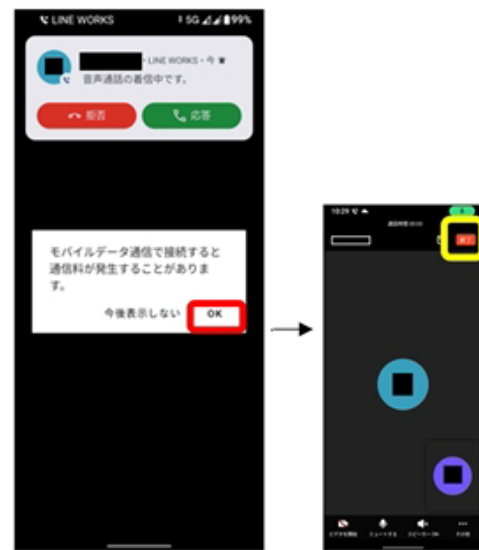 LINE WORKS 5G 99%
LINE WORKS・今
音声通話の着信中です。
拒否 応答
モバイルデータ通信で接続すると
通信料が発生することがありま
す。
今後表示しない OK
10:29
終了
ビデオを開始 ミュートする スピーカーON その他